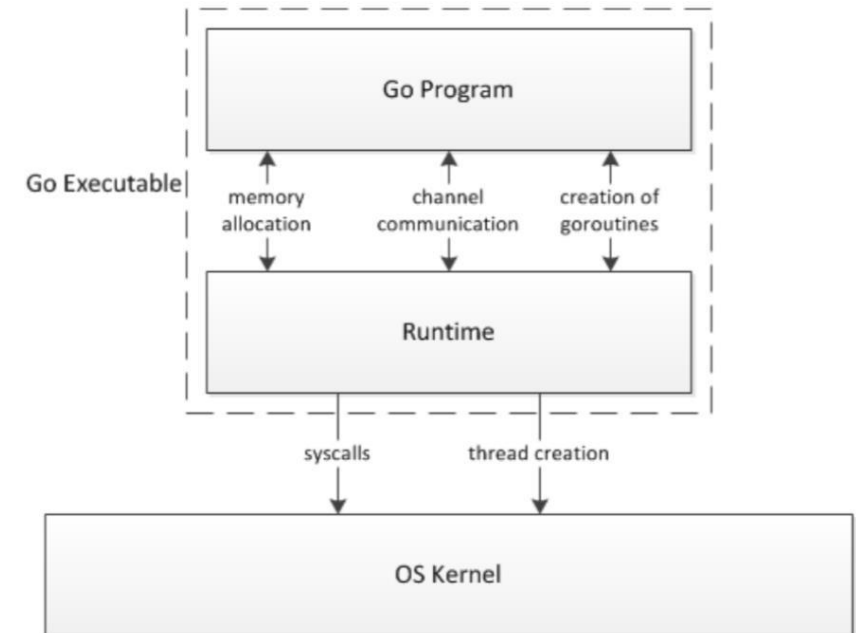 Go Program
Go Executable
memory
allocation
channel
communication
creation of
goroutines
Runtime
syscalls
thread creation
OS Kernel